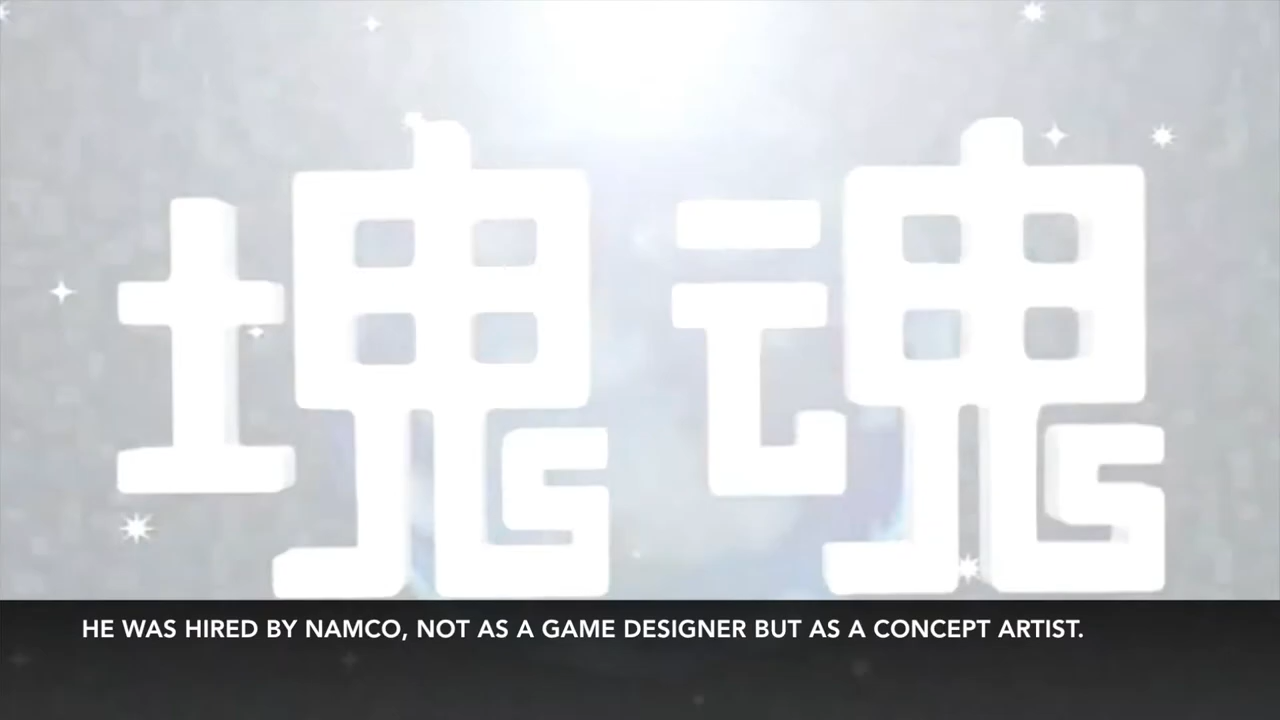 塊魂
HE WAS HIRED BY NAMCO, NOT AS A GAME DESIGNER BUT AS A CONCEPT ARTIST.